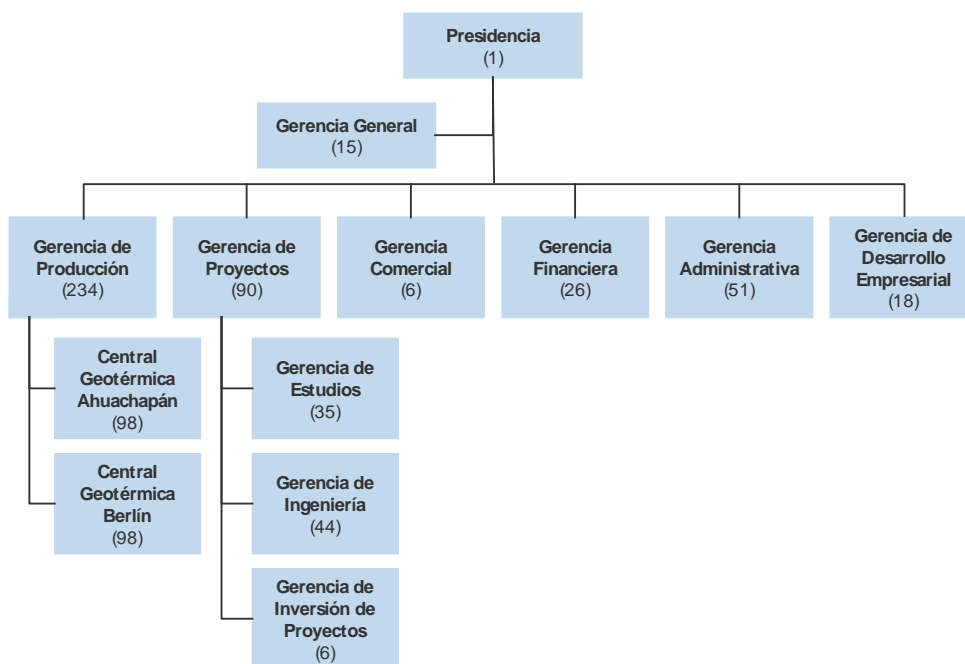 Presidencia
(1)
Gerencia General
(15)
Gerencia de
Producción
(234)
Gerencia de
Proyectos
(90)
Gerencia
Comercial
(6)
Gerencia
Financiera
(26)
Gerencia
Administrativa
(51)
Gerencia de
Desarrollo
Empresarial
(18)
Central
Geotérmica
Ahuachapán
(98)
Central
Geotérmica
Berlín
(98)
Gerencia de
Estudios
(35)
Gerencia de
Ingeniería
(44)
Gerencia de
Inversión de
Proyectos
(6)